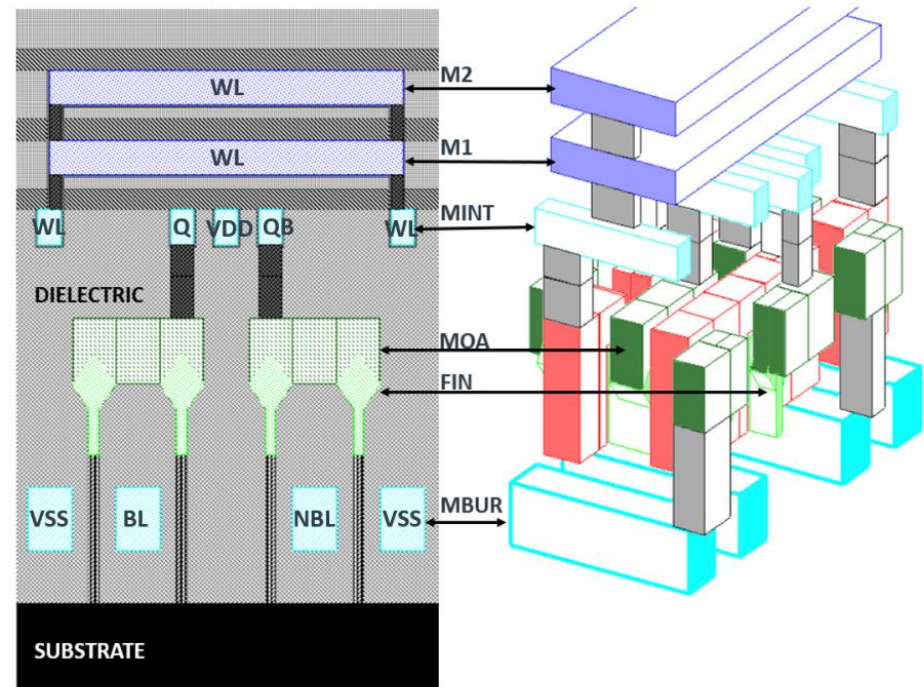 WL
M2
WL
M1
WL Q VDD QB WL
MINT
DIELECTRIC
MOA
FIN
VSS BL NBL VSS
MBUR
SUBSTRATE